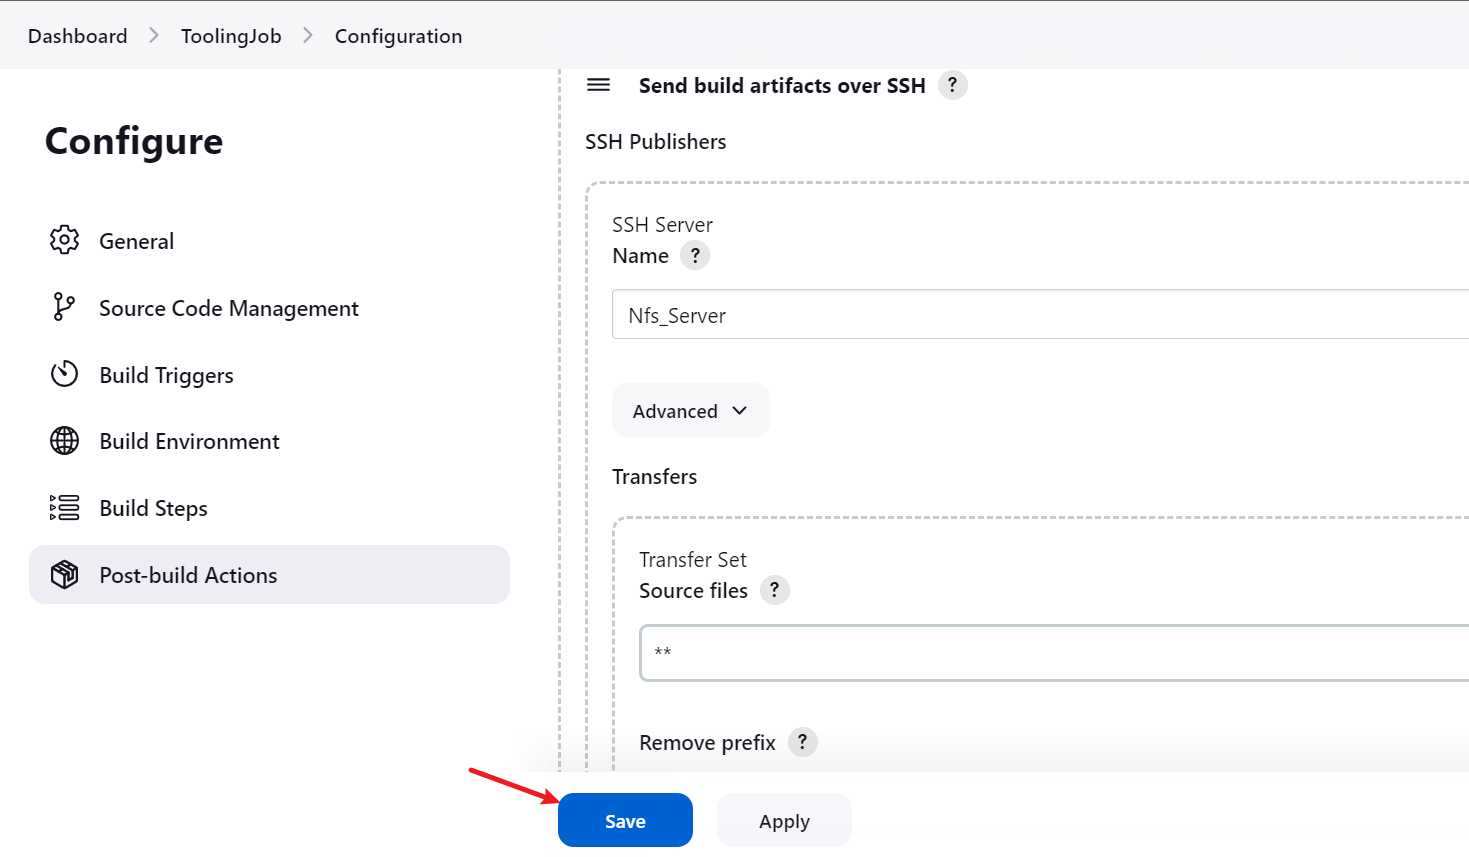 Dashboard > ToolingJob > Configuration
Configure
General
Source Code Management
Build Triggers
Build Environment
Build Steps
Post-build Actions
Send build artifacts over SSH ?
SSH Publishers
SSH Server
Name ?
Nfs_Server
Advanced
Transfers
Transfer Set
Source files ?
**
Remove prefix ?
Save
Apply